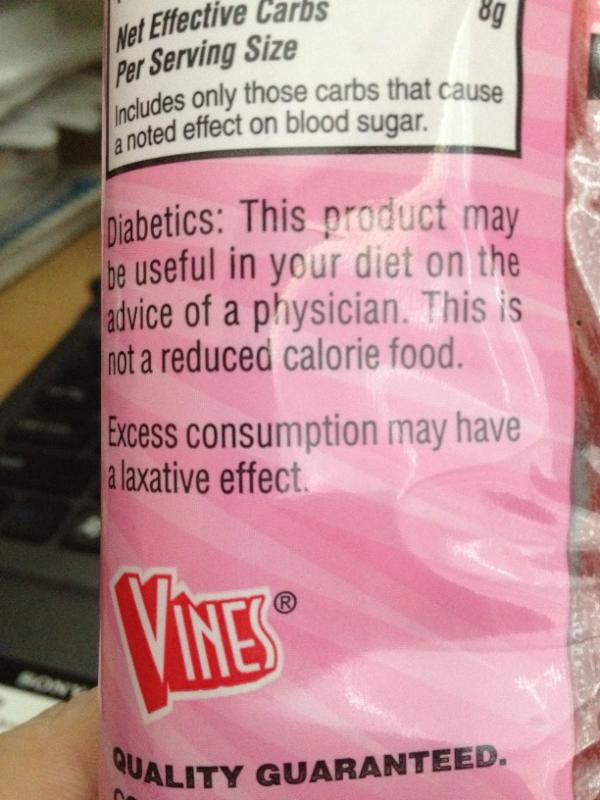 Net Effective Carbs 8g
Per Serving Size
Includes only those carbs that cause
a noted effect on blood sugar.
Diabetics: This product may
be useful in your diet on the
advice of a physician. This is
not a reduced calorie food.
Excess consumption may have
a laxative effect.
VINES®
SONY
QUALITY GUARANTEED.